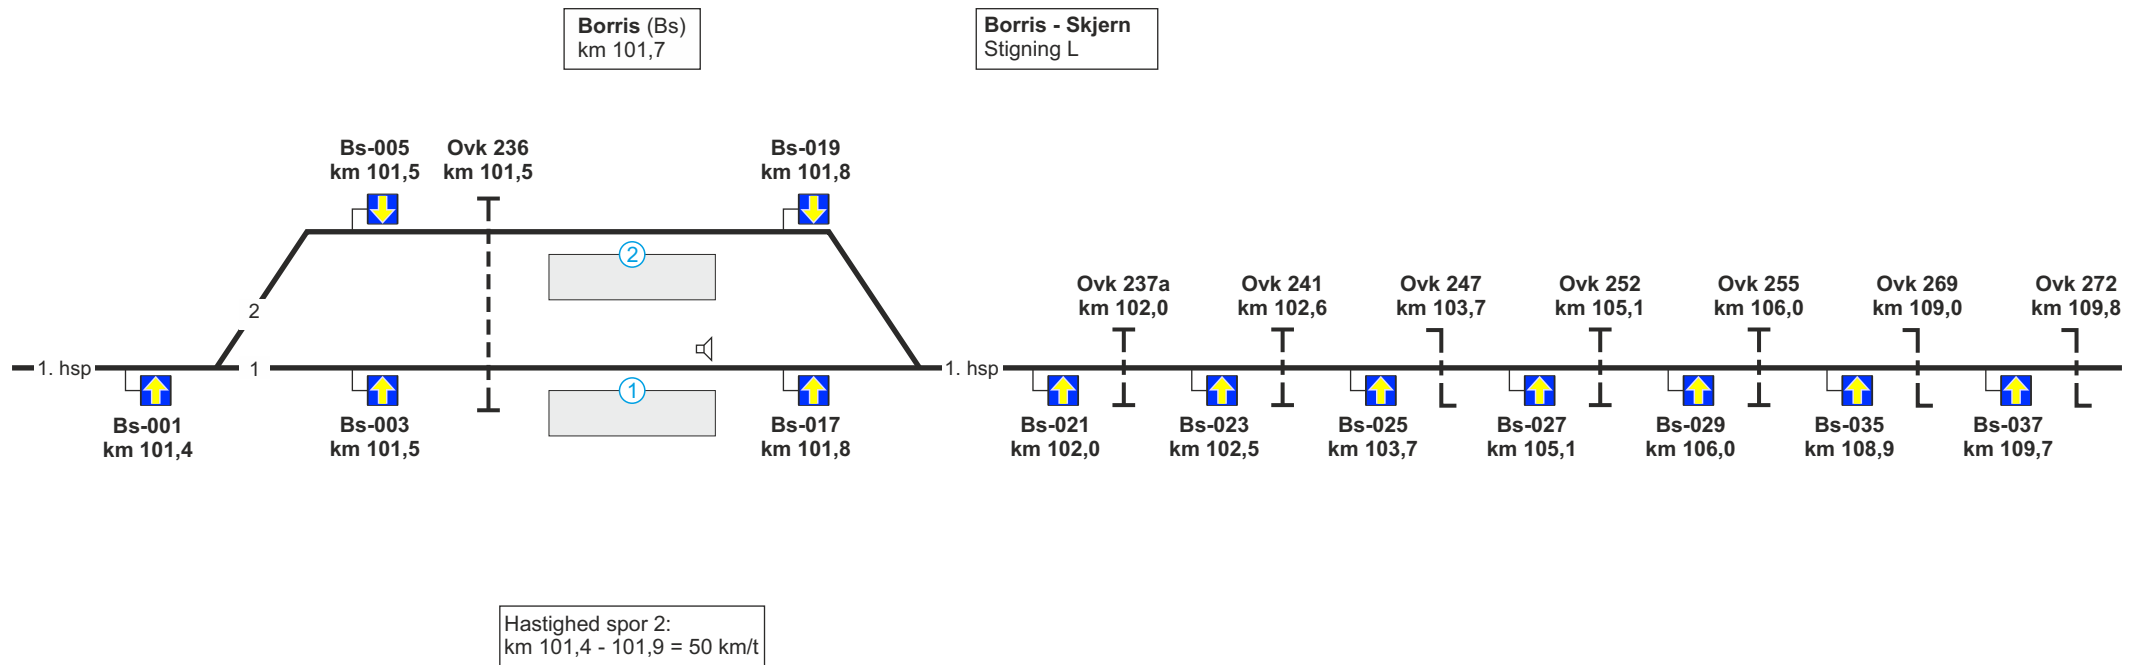 Borris (Bs)
km 101,7
Borris - Skjern
Stigning L
Bs-005
km 101,5
Ovk 236
km 101,5
Bs-019
km 101,8
2
2
1. hsp
1
1
1. hsp
Bs-001
km 101,4
Bs-003
km 101,5
Bs-017
km 101,8
Ovk 237a
km 102,0
Ovk 241
km 102,6
Ovk 247
km 103,7
Ovk 252
km 105,1
Ovk 255
km 106,0
Ovk 269
km 109,0
Ovk 272
km 109,8
Bs-021
km 102,0
Bs-023
km 102,5
Bs-025
km 103,7
Bs-027
km 105,1
Bs-029
km 106,0
Bs-035
km 108,9
Bs-037
km 109,7
Hastighed spor 2:
km 101,4 - 101,9 = 50 km/t